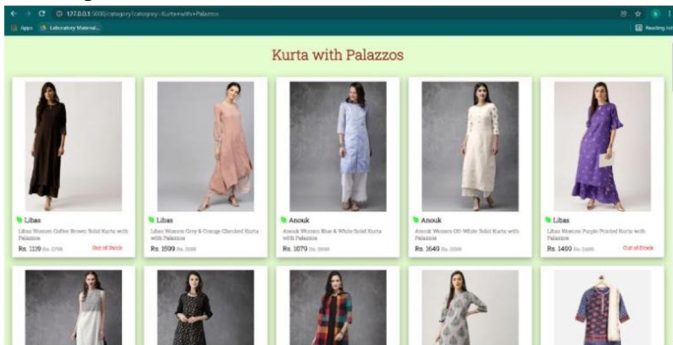 127.0.0.1:5000/category?category=Kurta+with+Palazzos
Apps Laboratory Material... Reading list
Kurta with Palazzos
Libas
Libas Women Coffee Brown Solid Kurta with
Palazzos
Rs. 1119 Out of Stock
Libas
Libas Women Grey & Orange Checked Kurta
with Palazzos
Rs. 1599
Anouk
Anouk Women Blue & White Solid Kurta
with Palazzos
Rs. 1079
Anouk
Anouk Women Off-White Solid Kurta with
Palazzos
Rs. 1649
Libas
Libas Women Purple Printed Kurta with
Palazzos
Rs. 1499 Out of Stock